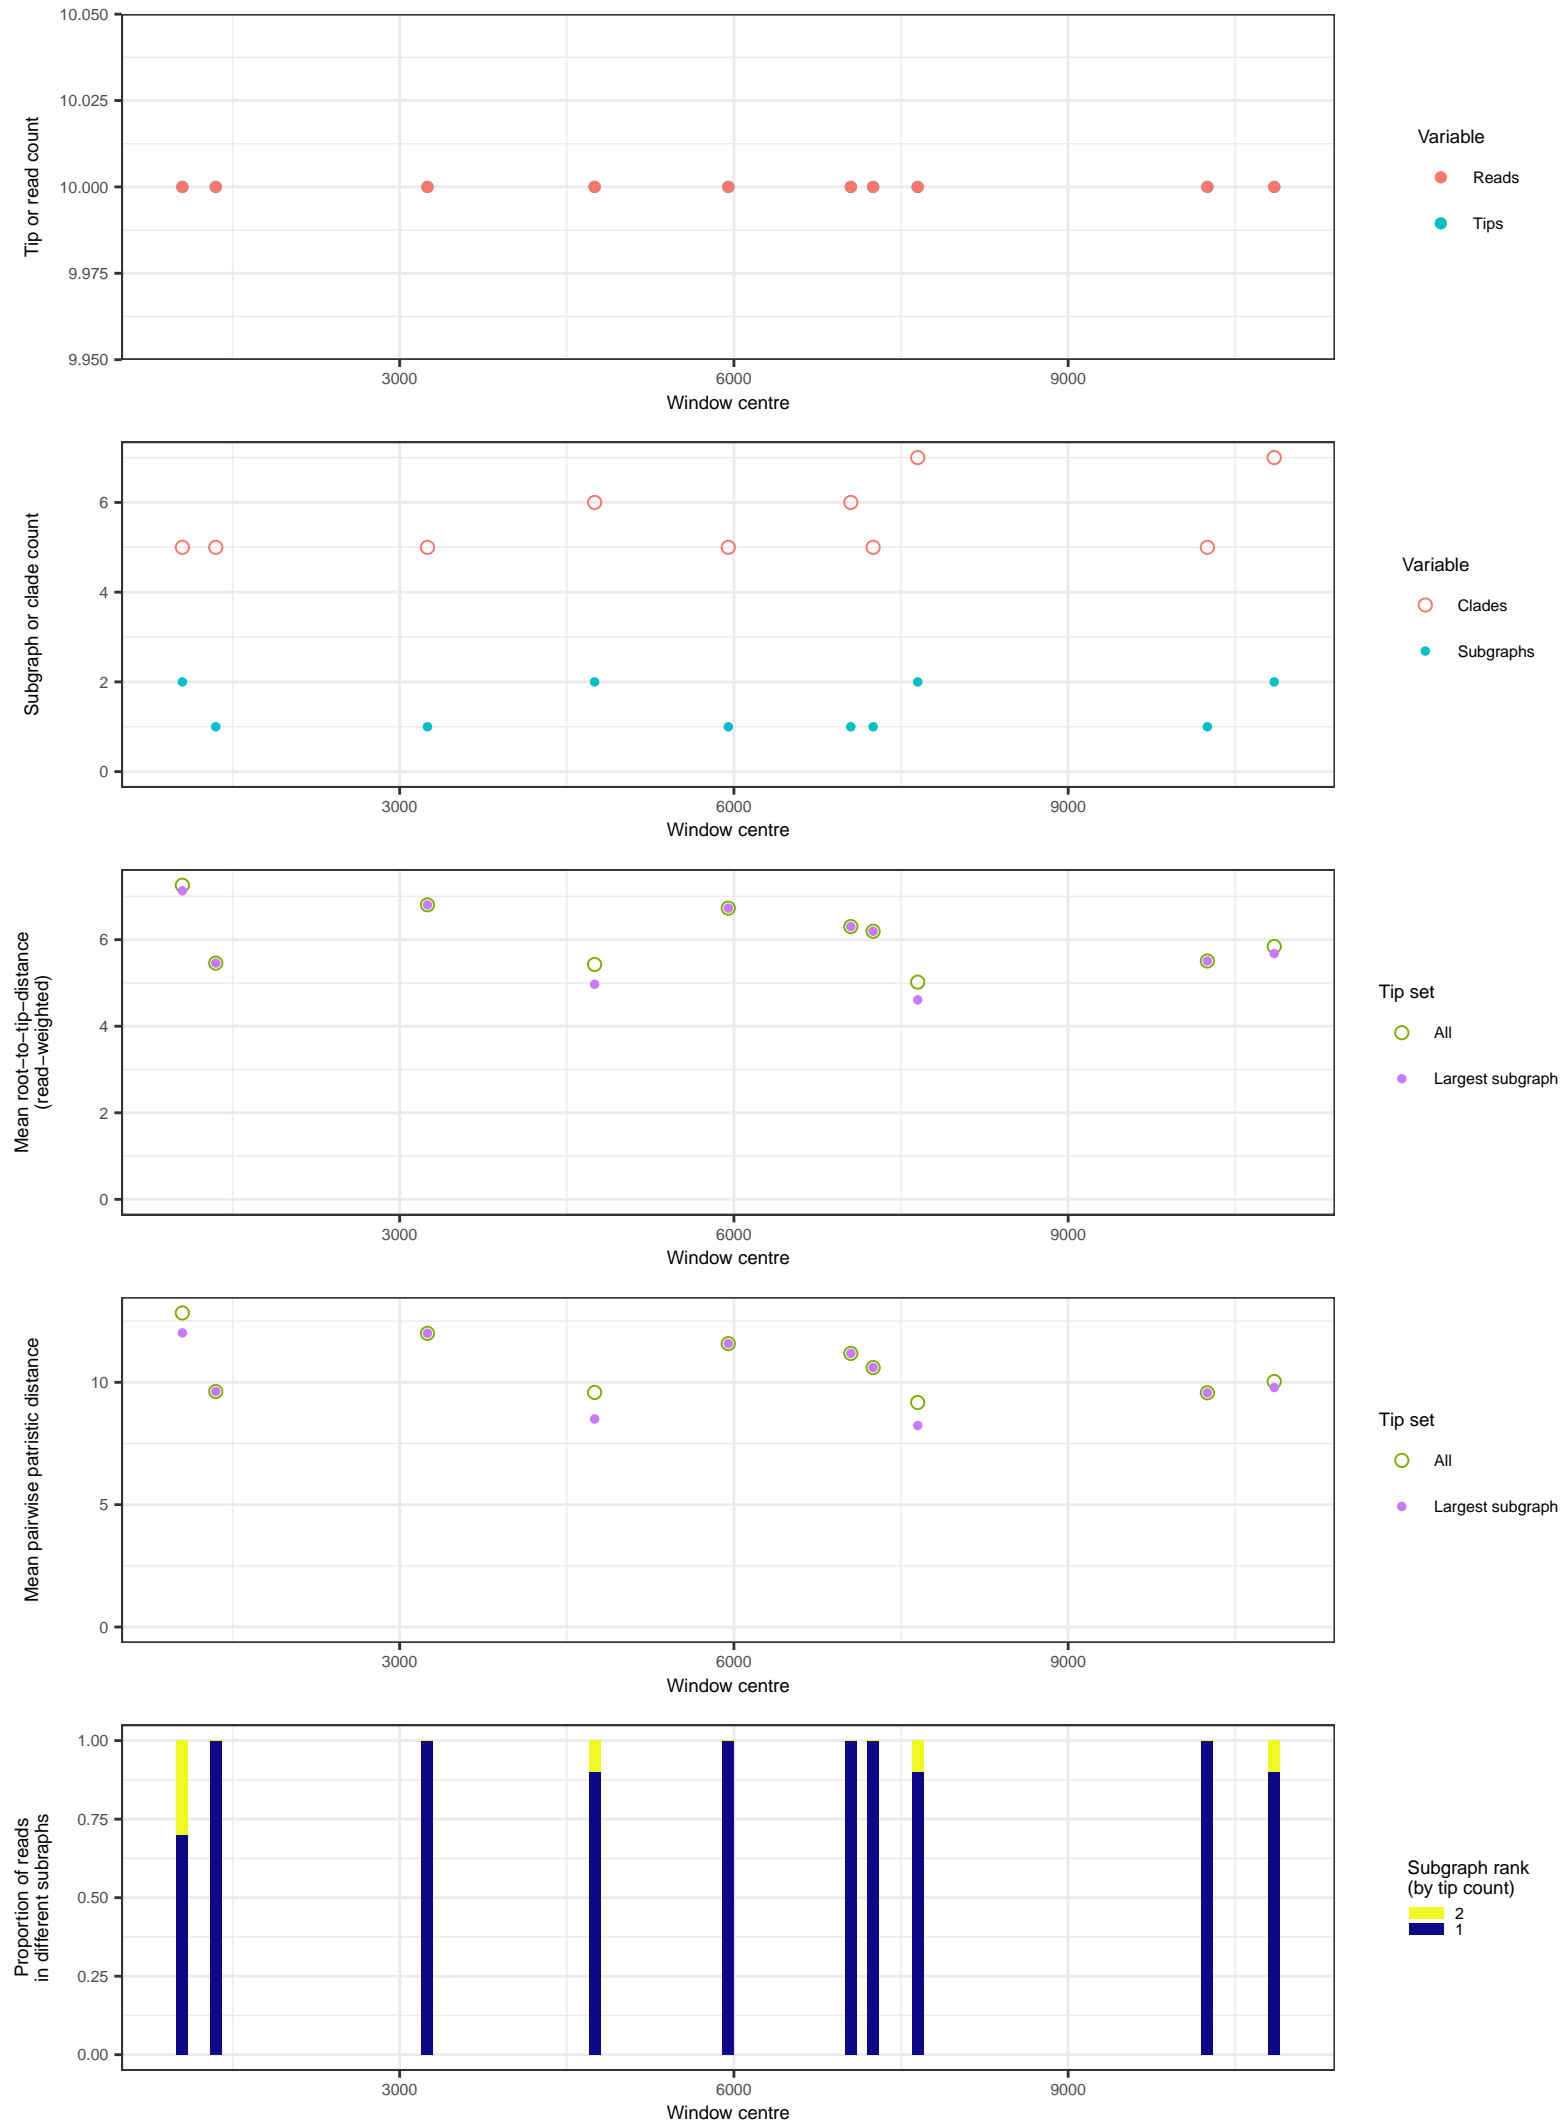 10.050
10.025
10.000
9.975
9.950
Tip or read count
3000 6000 9000
Window centre
Variable
Reads
Tips
6
4
2
0
Subgraph or clade count
3000 6000 9000
Window centre
Variable
Clades
Subgraphs
6
4
2
0
Mean root−to−tip−distance
(read−weighted)
3000 6000 9000
Window centre
Tip set
All
Largest subgraph
10
5
0
Mean pairwise patristic distance
3000 6000 9000
Window centre
Tip set
All
Largest subgraph
1.00
0.75
0.50
0.25
0.00
Proportion of reads
in different subraphs
3000 6000 9000
Window centre
Subgraph rank
(by tip count)
2
1